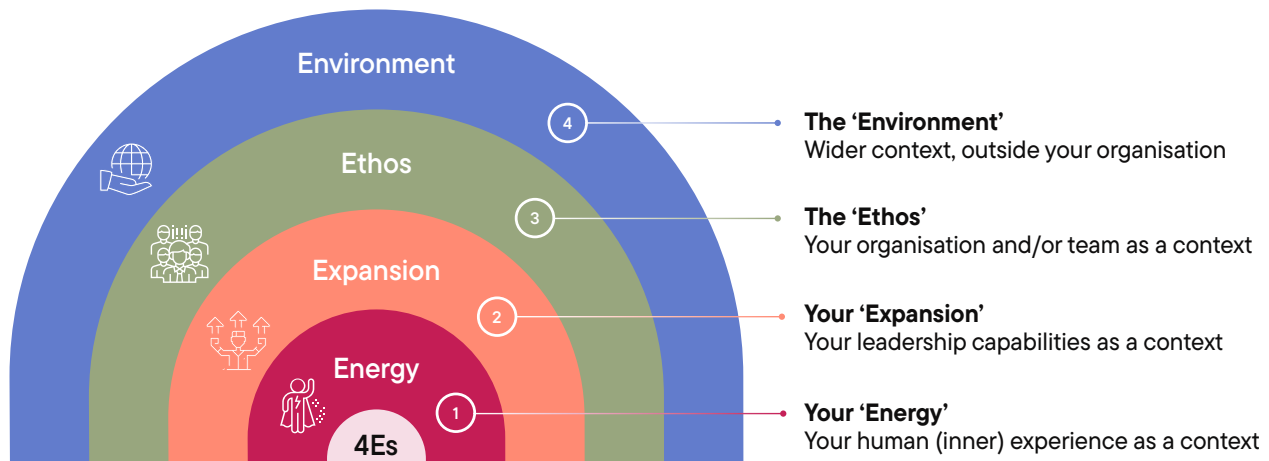 Environment
4
Ethos
3
Expansion
2
Energy
1
4Es
The ‘Environment’
Wider context, outside your organisation
The ‘Ethos’
Your organisation and/or team as a context
Your ‘Expansion’
Your leadership capabilities as a context
Your ‘Energy’
Your human (inner) experience as a context